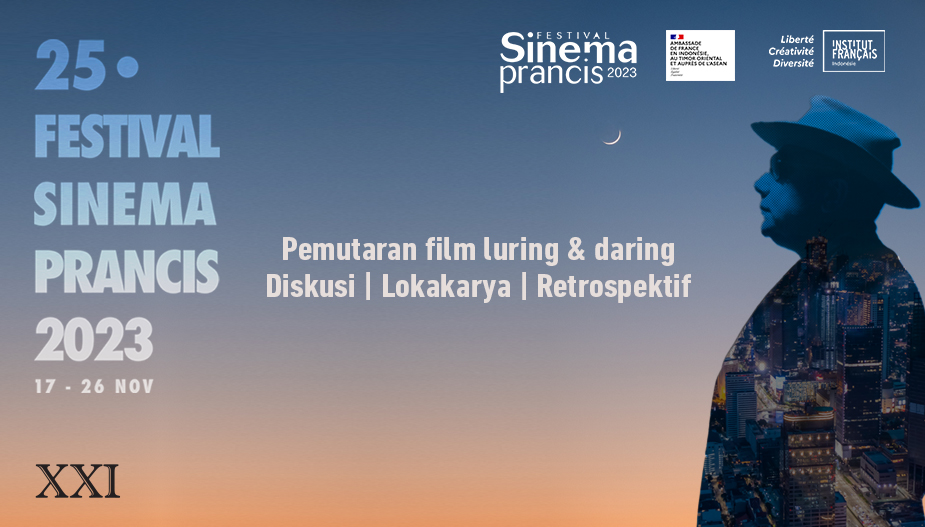 25
FESTIVAL
SINEMA
PRANCIS
2023
17 - 26 NOV
XXI
FESTIVAL
Sinema
prancis 2023
AMBASSADE
DE FRANCE
EN INDONÉSIE,
AU TIMOR ORIENTAL
ET AUPRÈS DE L'ASEAN
Liberté
Créativité
Diversité
INSTITUT
FRANÇAIS
Indonésie
Pemutaran film luring & daring
Diskusi | Lokakarya | Retrospektif